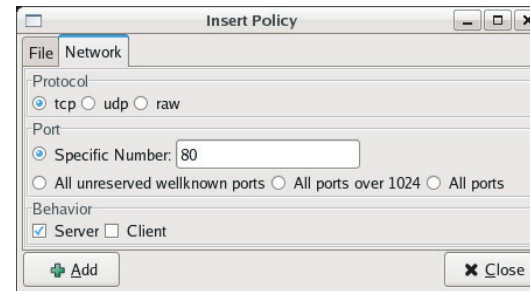 Insert Policy
File Network
Protocol
tcp udp raw
Port
Specific Number: 80
All unreserved wellknown ports All ports over 1024 All ports
Behavior
Server Client
Add Close